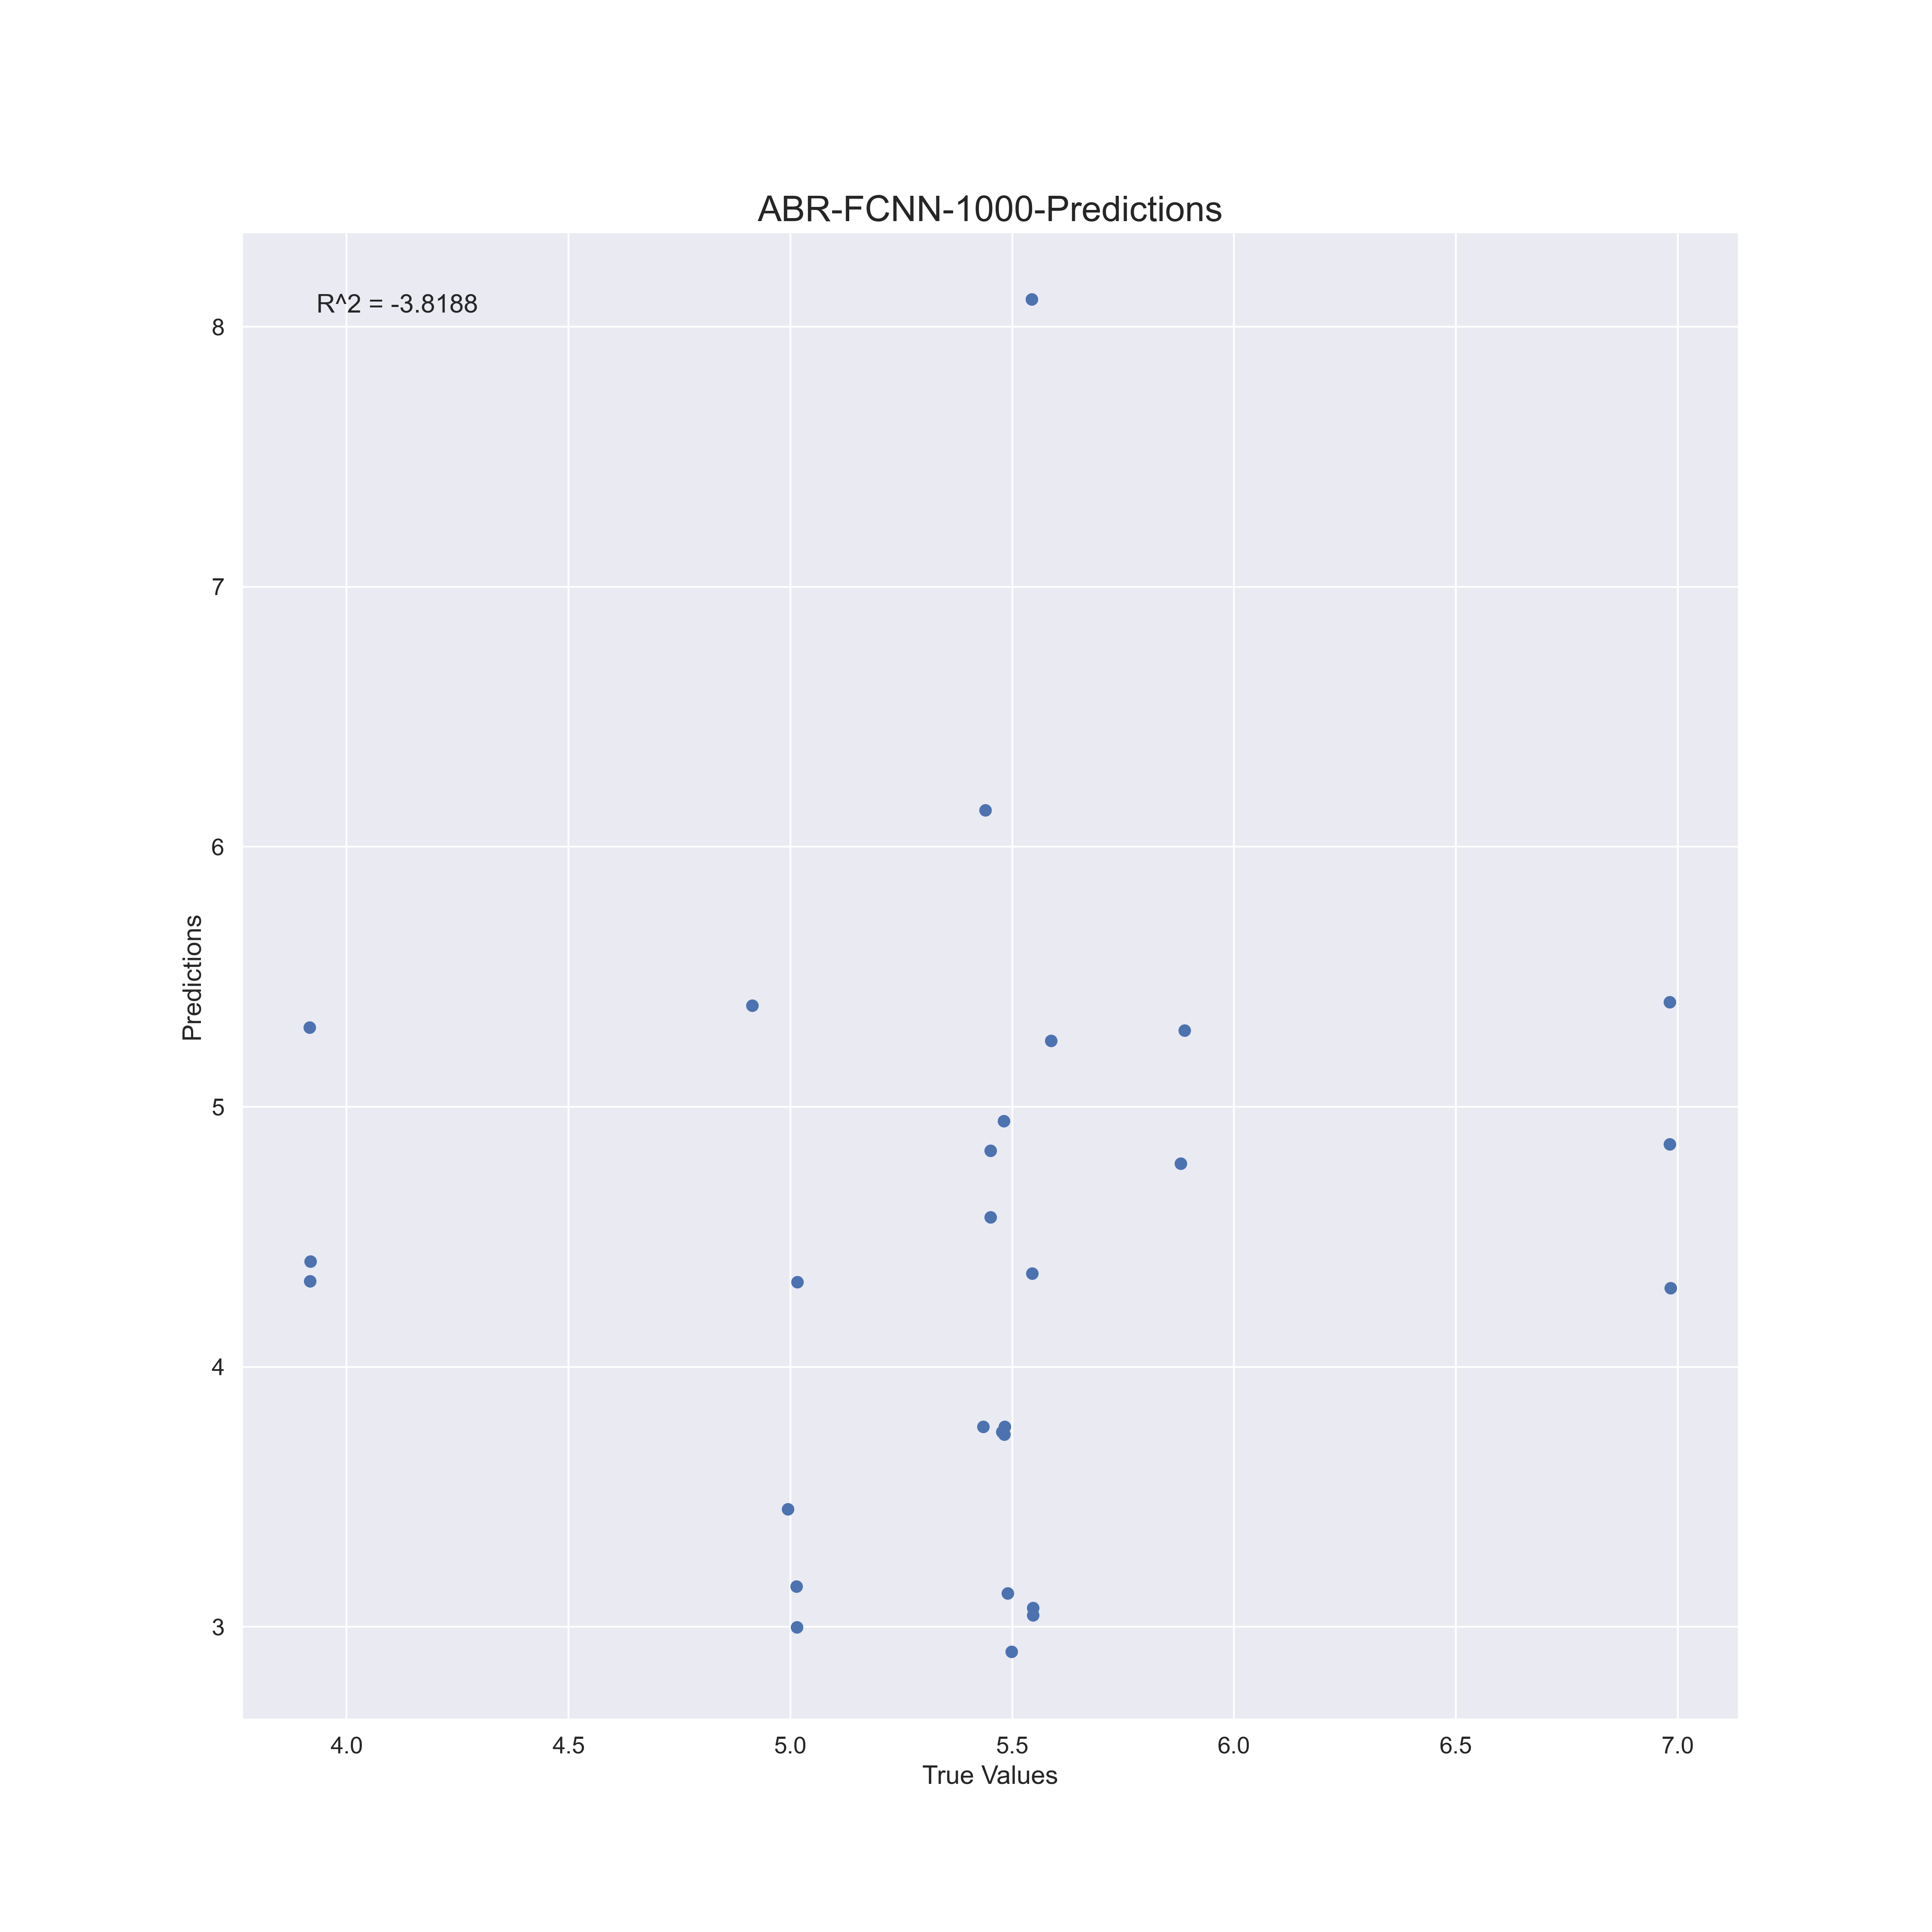 ABR-FCNN-1000-Predictions
R^2 = -3.8188
8
7
6
5
4
3
Predictions
4.0 4.5 5.0 5.5 6.0 6.5 7.0
True Values